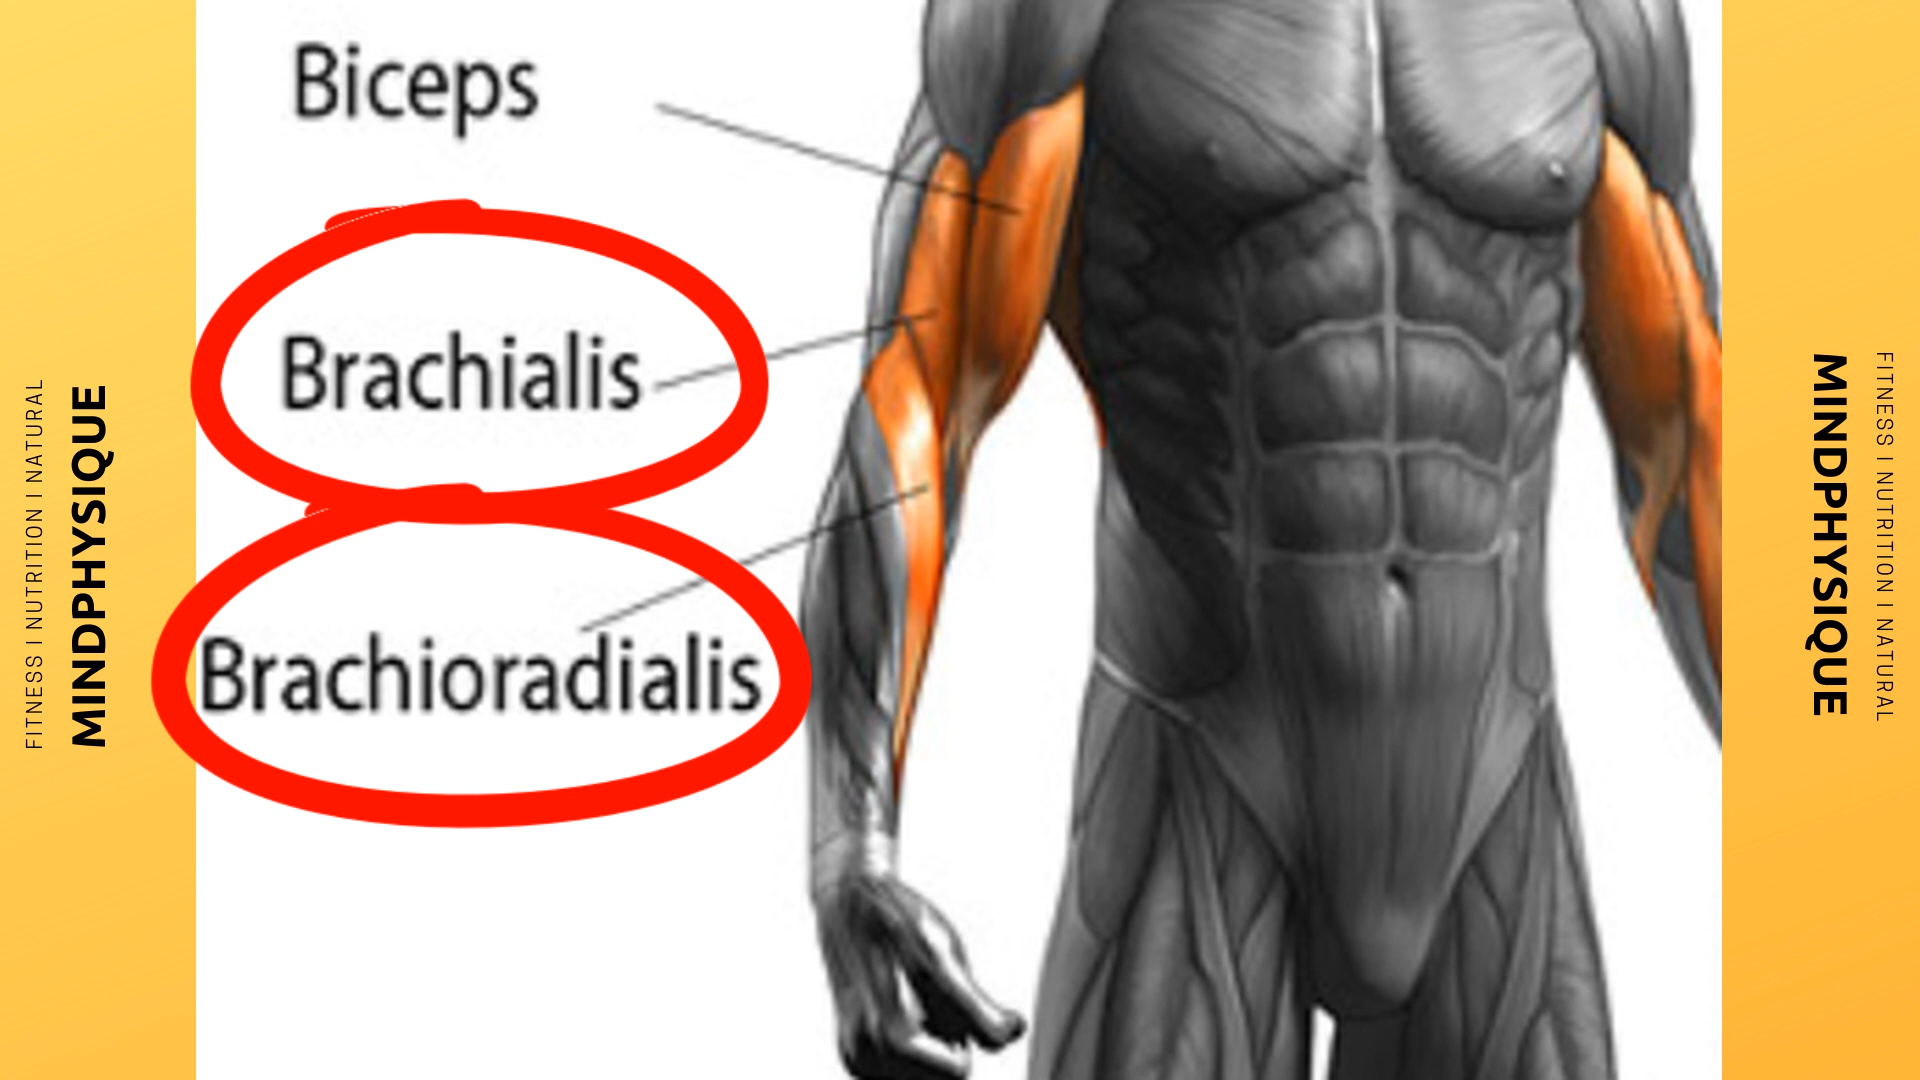 FITNESS I NUTRITION I NATURAL
MINDPHYSIQUE
Biceps
Brachialis
Brachioradialis
FITNESS I NUTRITION I NATURAL
MINDPHYSIQUE